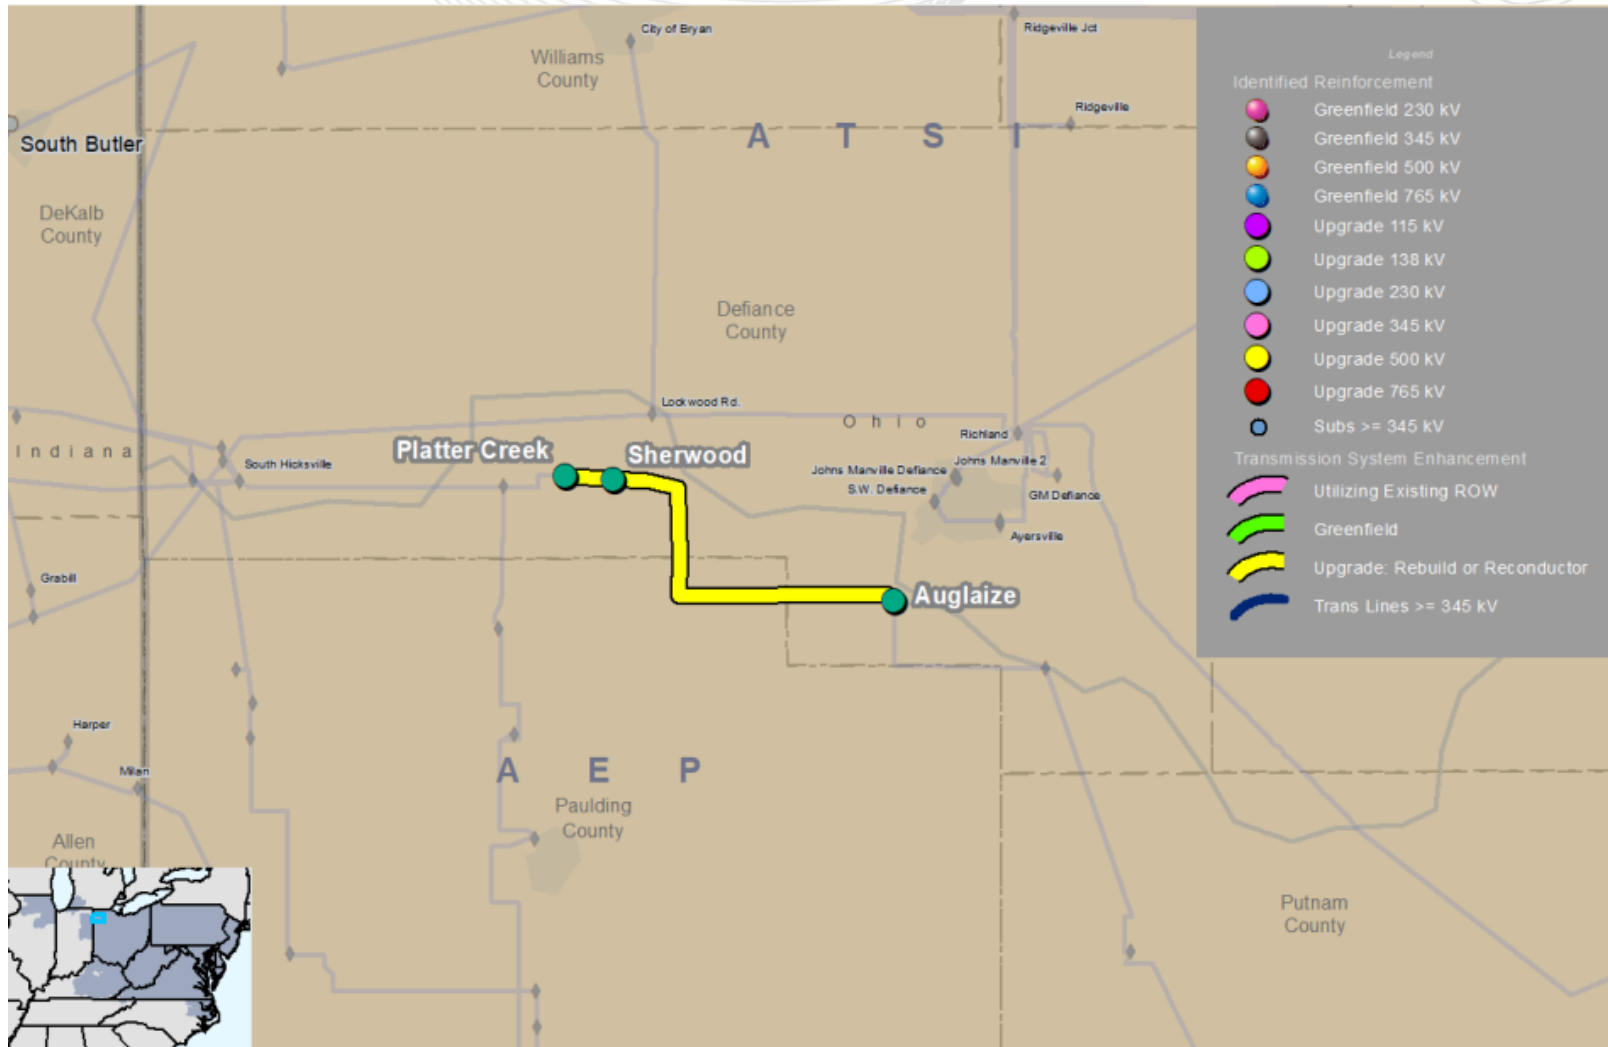 City of Bryan
Williams
County
Ridgeville Jct
Ridgeville
South Butler
A T S I
DeKalb
County
Defiance
County
Lockwood Rd.
Ohio
Richland
Indiana
South Hicksville
Platter Creek
Sherwood
Johns Manville Defiance
Johns Manville 2
S.W. Defiance
GM Defiance
Ayersville
Grabill
Auglaize
Harper
Milan
A E P
Paulding
County
Allen
County
Putnam
County
Legend
Identified Reinforcement
Greenfield 230 kV
Greenfield 345 kV
Greenfield 500 kV
Greenfield 765 kV
Upgrade 115 kV
Upgrade 138 kV
Upgrade 230 kV
Upgrade 345 kV
Upgrade 500 kV
Upgrade 765 kV
Subs >= 345 kV
Transmission System Enhancement
Utilizing Existing ROW
Greenfield
Upgrade: Rebuild or Reconductor
Trans Lines >= 345 kV